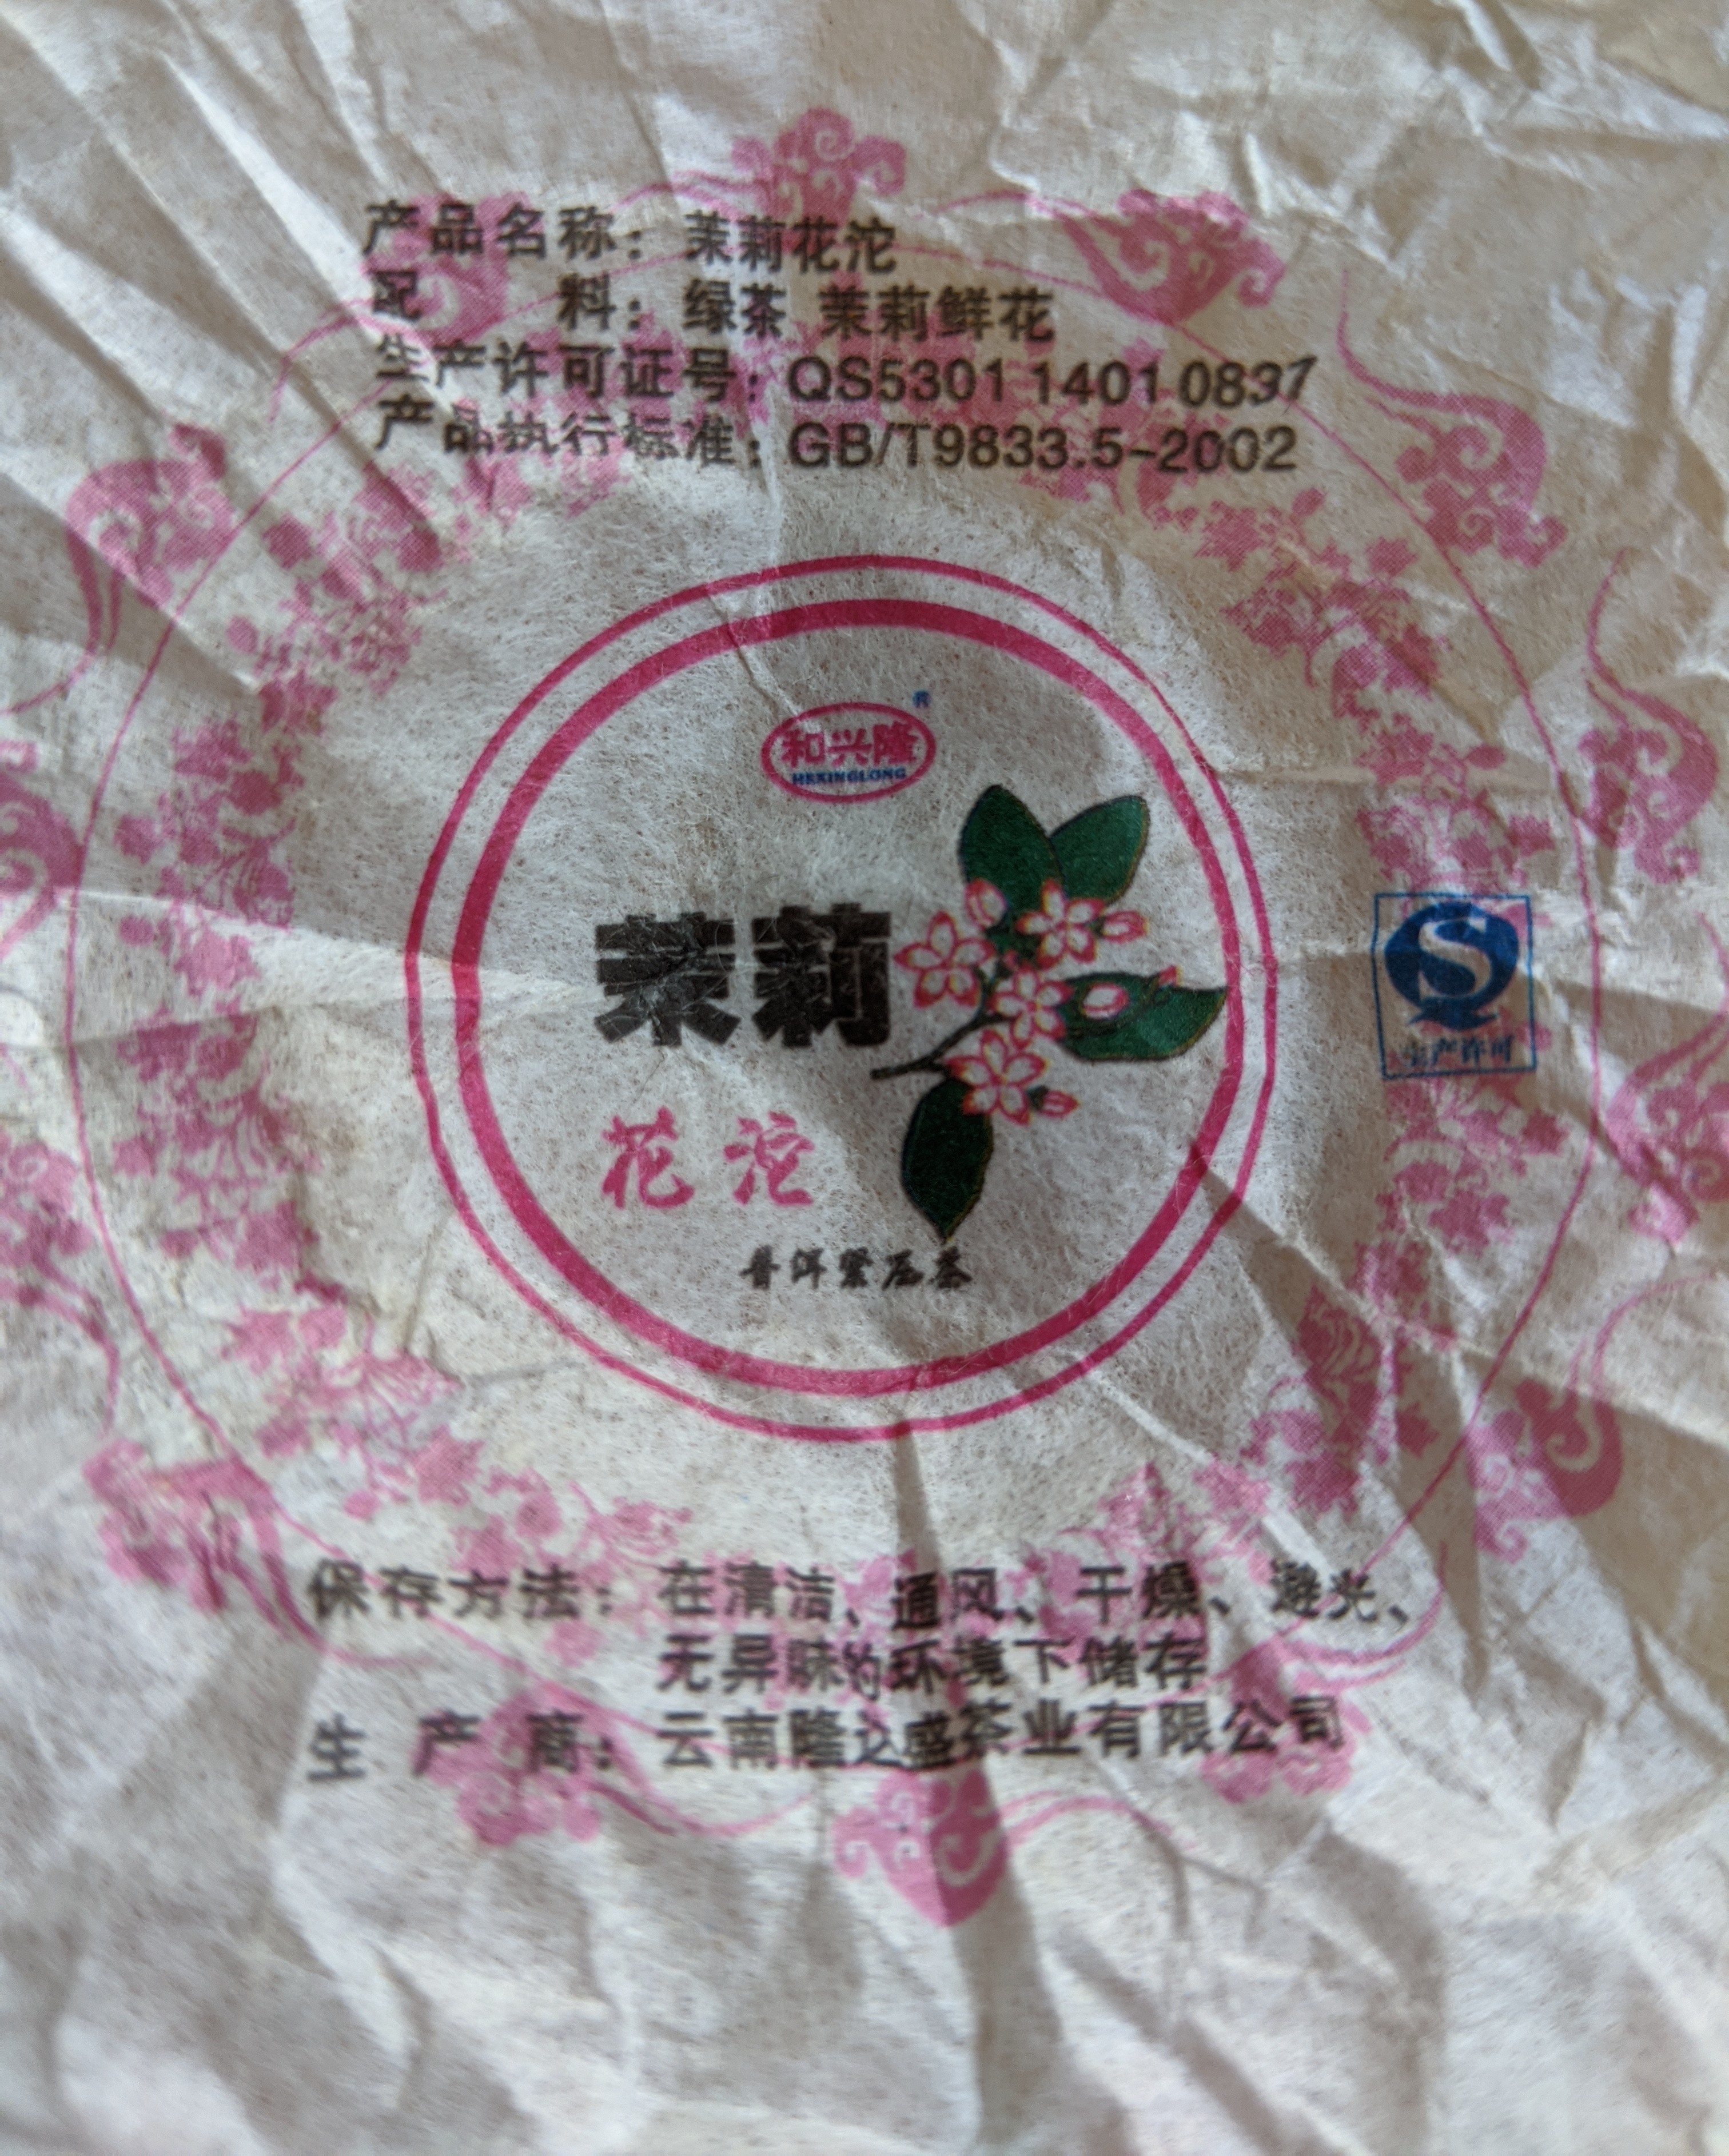 产品名称：茉莉花沱
配 料：绿茶 茉莉鲜花
生产许可证号：QS5301 1401 0837
产品执行标准：GB/T9833.5-2002
®
和兴隆
HEXINGLONG
茉莉
花沱
普洱紧压茶
QS
生产许可
保存方法：在清洁、通风、干燥、避光、
无异味的环境下储存
生 产 商：云南隆达盛茶业有限公司